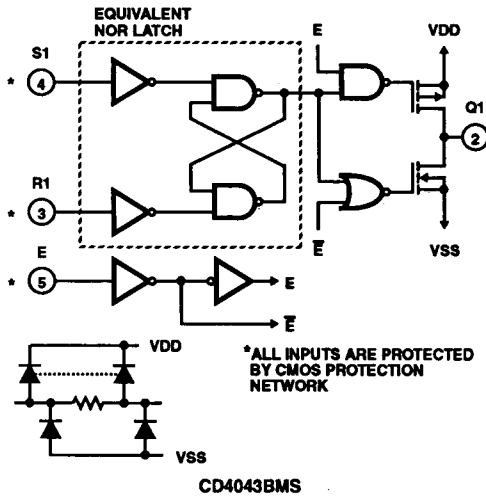 EQUIVALENT
NOR LATCH
E
VDD
S1
* 4
Q1
2
R1
* 3
E
VSS
E
* 5
E
E
VDD
*ALL INPUTS ARE PROTECTED
BY CMOS PROTECTION
NETWORK
VSS
CD4043BMS